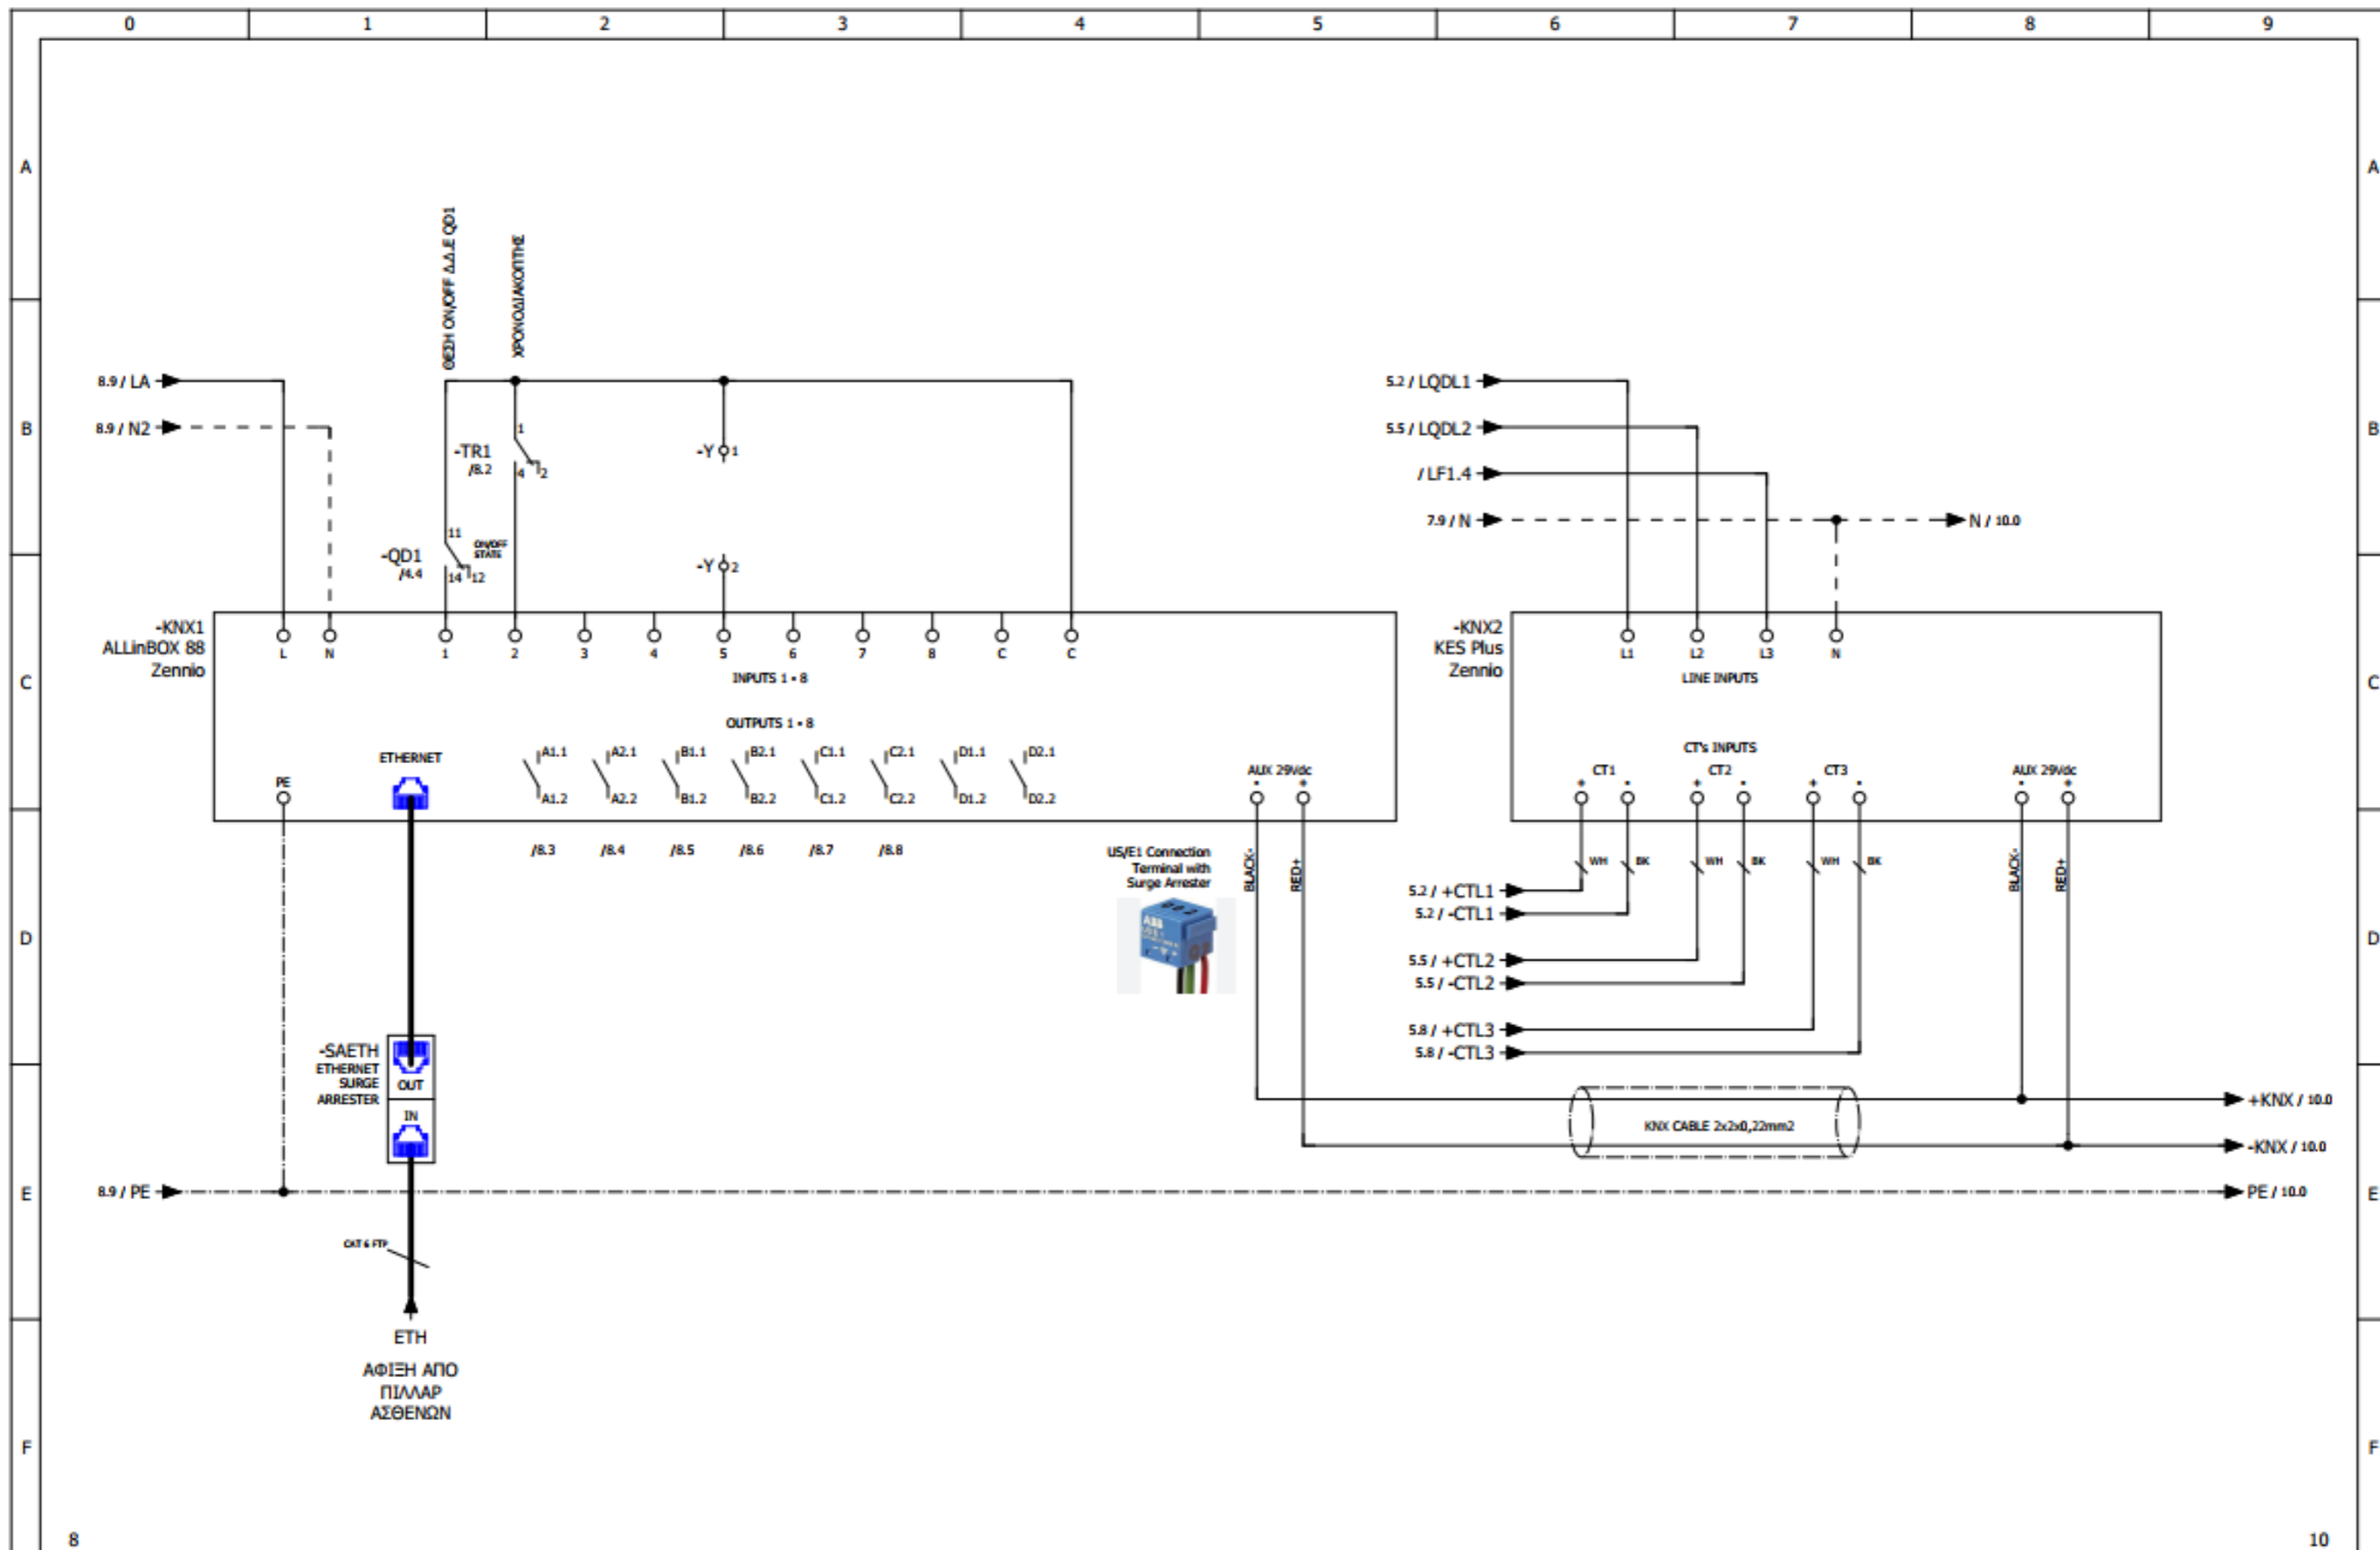 0 1 2 3 4 5 6 7 8 9
A A
ΘΕΣΗ ON/OFF Δ.Δ.Ε QD1
ΧΡΟΝΟΔΙΑΚΟΠΤΗΣ
8.9 / LA
5.2 / LQDL1
B B
8.9 / N2
5.5 / LQDL2
1
-TR1
/8.2
4 2
-Y 1
/ LF1.4
7.9 / N
N / 10.0
11
ON/OFF
STATE
-QD1
/4.4
14 12
-Y 2
-KNX1
ALLinBOX 88
Zennio
L N 1 2 3 4 5 6 7 8 C C
INPUTS 1 - 8
-KNX2
KES Plus
Zennio
L1 L2 L3 N
LINE INPUTS
C C
OUTPUTS 1 - 8
ETHERNET
PE
A1.1 A2.1 B1.1 B2.1 C1.1 C2.1 D1.1 D2.1
A1.2 A2.2 B1.2 B2.2 C1.2 C2.2 D1.2 D2.2
AUX 29Vdc
- +
CT's INPUTS
CT1 CT2 CT3
+ - + - + -
AUX 29Vdc
- +
/8.3 /8.4 /8.5 /8.6 /8.7 /8.8
US/E1 Connection
Terminal with
Surge Arrester
ABB
BLACK-
RED+
WH BK WH BK WH BK
BLACK-
RED+
5.2 / +CTL1
5.2 / -CTL1
D D
5.5 / +CTL2
5.5 / -CTL2
5.8 / +CTL3
5.8 / -CTL3
-SAETH
ETHERNET
SURGE
ARRESTER
OUT
IN
+KNX / 10.0
KNX CABLE 2x2x0,22mm2
-KNX / 10.0
E E
8.9 / PE
PE / 10.0
CAT 6 FTP
ETH
ΑΦΙΞΗ ΑΠΟ
ΠΙΛΛΑΡ
ΑΣΘΕΝΩΝ
F F
8 10